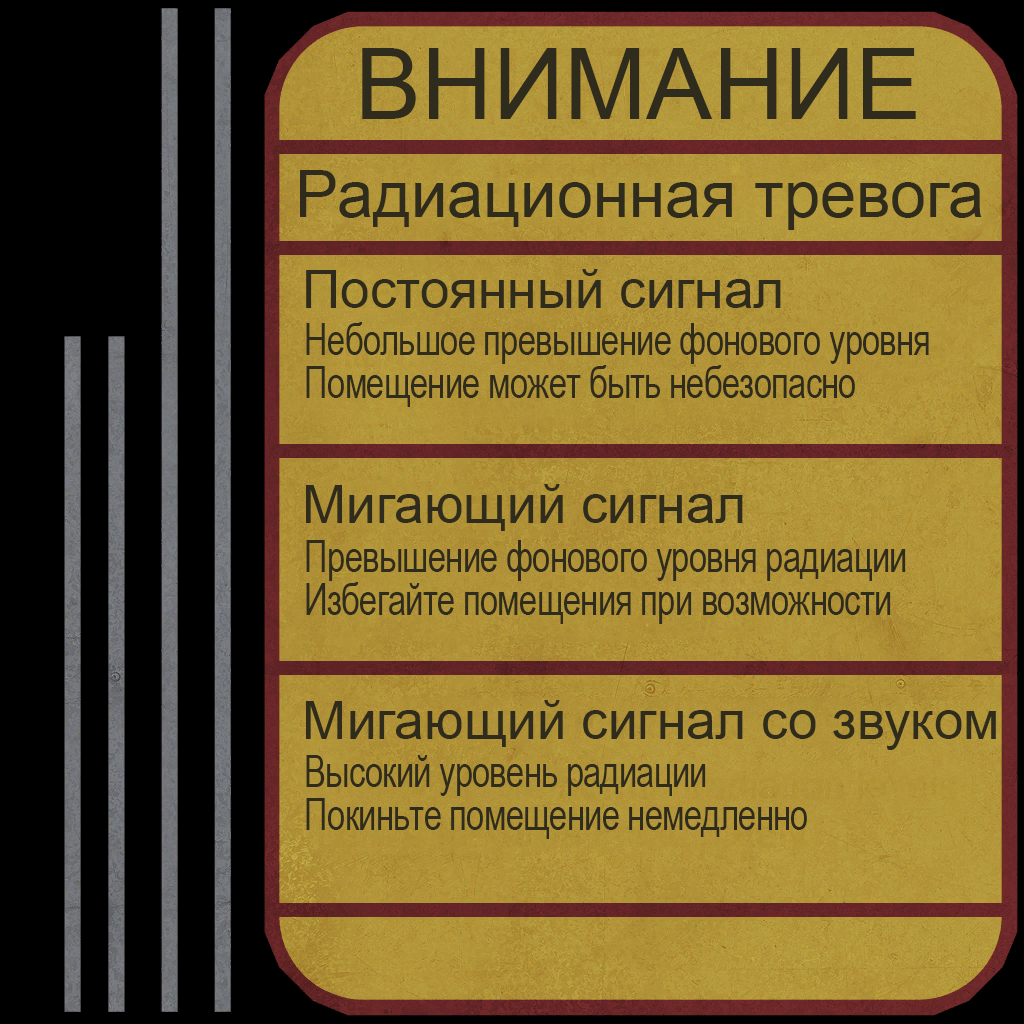 ВНИМАНИЕ
Радиационная тревога
Постоянный сигнал
Небольшое превышение фонового уровня
Помещение может быть небезопасно
Мигающий сигнал
Превышение фонового уровня радиации
Избегайте помещения при возможности
Мигающий сигнал со звуком
Высокий уровень радиации
Покиньте помещение немедленно